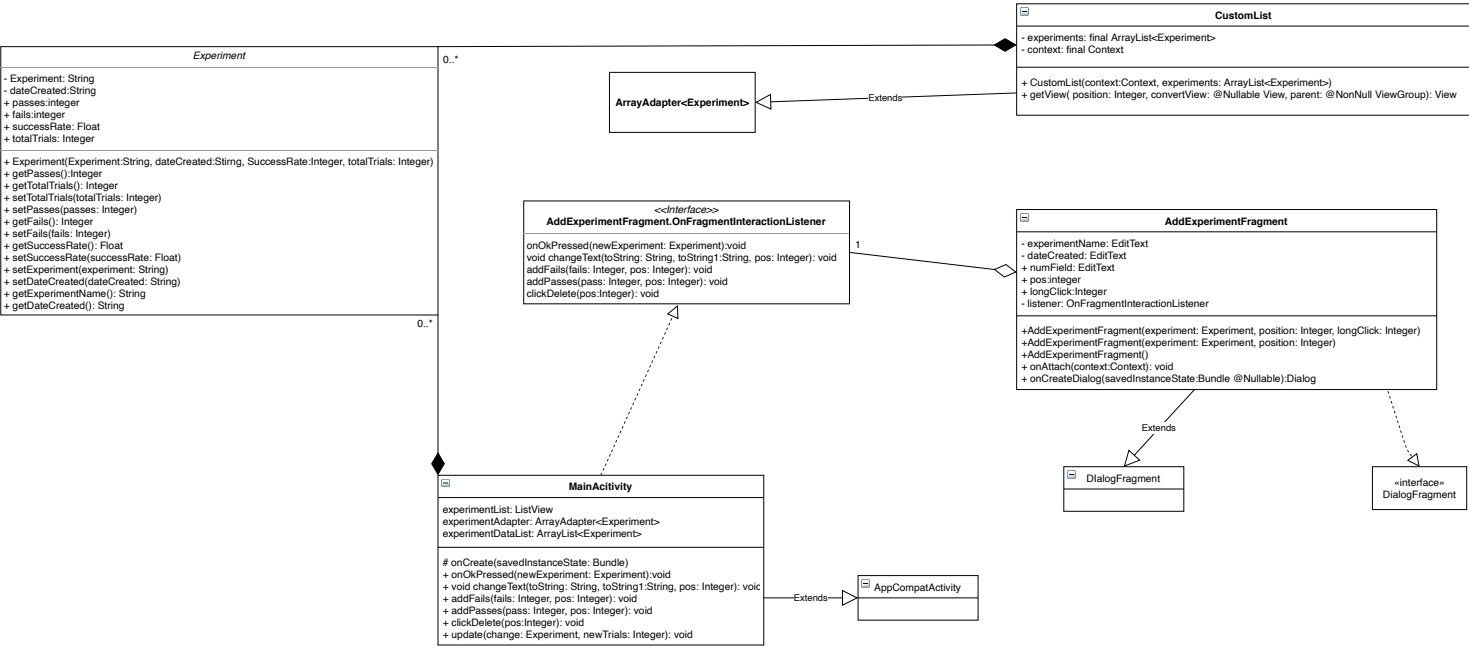 CustomList
- experiments: final ArrayList<Experiment>
- context: final Context
+ CustomList(context:Context, experiments: ArrayList<Experiment>)
+ getView( position: Integer, convertView: @Nullable View, parent: @NonNull ViewGroup): View
Experiment
- Experiment: String
- dateCreated:String
+ passes:integer
+ fails:integer
+ successRate: Float
+ totalTrials: Integer
+ Experiment(Experiment:String, dateCreated:Stirng, SuccessRate:Integer, totalTrials: Integer)
+ getPasses():Integer
+ getTotalTrials(): Integer
+ setTotalTrials(totalTrials: Integer)
+ setPasses(passes: Integer)
+ getFails(): Integer
+ setFails(fails: Integer)
+ getSuccessRate(): Float
+ setSuccessRate(successRate: Float)
+ setExperiment(experiment: String)
+ setDateCreated(dateCreated: String)
+ getExperimentName(): String
+ getDateCreated(): String
0..*
0..*
ArrayAdapter<Experiment>
Extends
<<Interface>>
AddExperimentFragment.OnFragmentInteractionListener
onOkPressed(newExperiment: Experiment):void
void changeText(toString: String, toString1:String, pos: Integer): void
addFails(fails: Integer, pos: Integer): void
addPasses(pass: Integer, pos: Integer): void
clickDelete(pos:Integer): void
1
AddExperimentFragment
- experimentName: EditText
- dateCreated: EditText
+ numField: EditText
+ pos:integer
+ longClick:Integer
- listener: OnFragmentInteractionListener
+AddExperimentFragment(experiment: Experiment, position: Integer, longClick: Integer)
+AddExperimentFragment(experiment: Experiment, position: Integer)
+AddExperimentFragment()
+ onAttach(context:Context): void
+ onCreateDialog(savedInstanceState:Bundle @Nullable):Dialog
Extends
DIalogFragment
«interface»
DialogFragment
MainAcitivity
experimentList: ListView
experimentAdapter: ArrayAdapter<Experiment>
experimentDataList: ArrayList<Experiment>
# onCreate(savedInstanceState: Bundle)
+ onOkPressed(newExperiment: Experiment):void
+ void changeText(toString: String, toString1:String, pos: Integer): void
+ addFails(fails: Integer, pos: Integer): void
+ addPasses(pass: Integer, pos: Integer): void
+ clickDelete(pos:Integer): void
+ update(change: Experiment, newTrials: Integer): void
Extends
AppCompatActivity